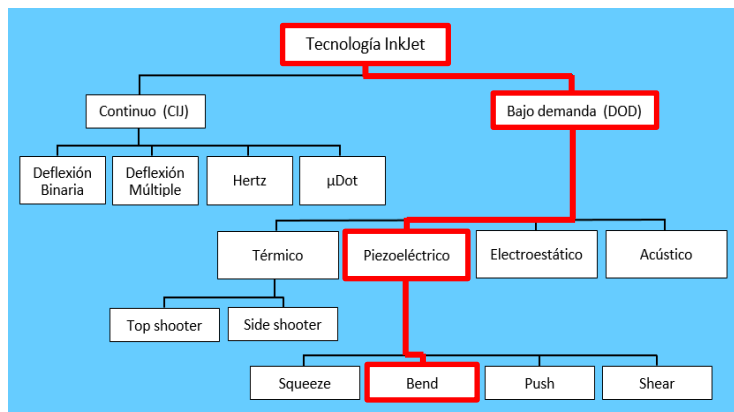 Tecnología InkJet
Continuo (CIJ)
Bajo demanda (DOD)
Deflexión
Binaria
Deflexión
Múltiple
Hertz
µDot
Térmico
Piezoeléctrico
Electroestático
Acústico
Top shooter
Side shooter
Squeeze
Bend
Push
Shear